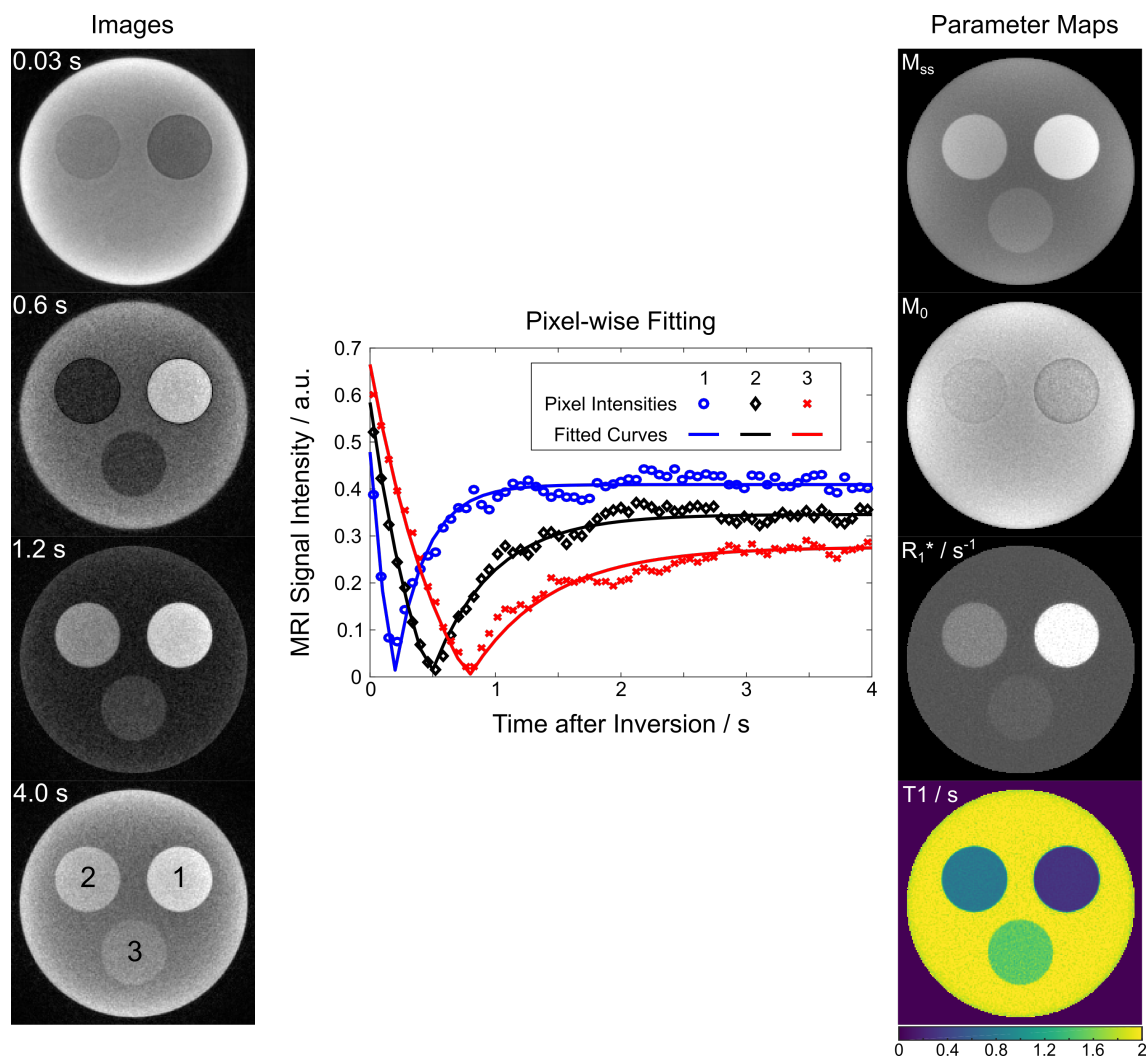 Images
Parameter Maps
0.03 s
M_ss
0.6 s
M_0
Pixel-wise Fitting
0.7
0.6
0.5
0.4
0.3
0.2
0.1
0
1 2 3
Pixel Intensities
Fitted Curves
MRI Signal Intensity / a.u.
0 1 2 3 4
Time after Inversion / s
1.2 s
R_1* / s^-1
4.0 s
2 1
3
T1 / s
0 0.4 0.8 1.2 1.6 2